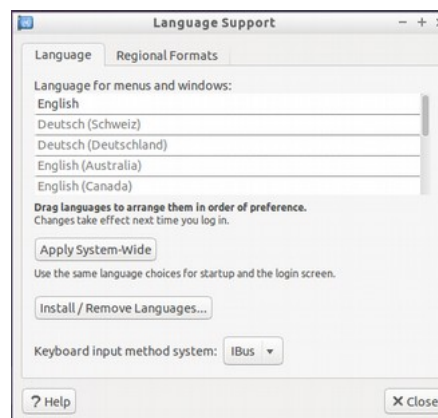 Language Support
Language
Regional Formats
Language for menus and windows:
English
Deutsch (Schweiz)
Deutsch (Deutschland)
English (Australia)
English (Canada)
Drag languages to arrange them in order of preference.
Changes take effect next time you log in.
Apply System-Wide
Use the same language choices for startup and the login screen.
Install / Remove Languages...
Keyboard input method system: IBus
? Help
Close